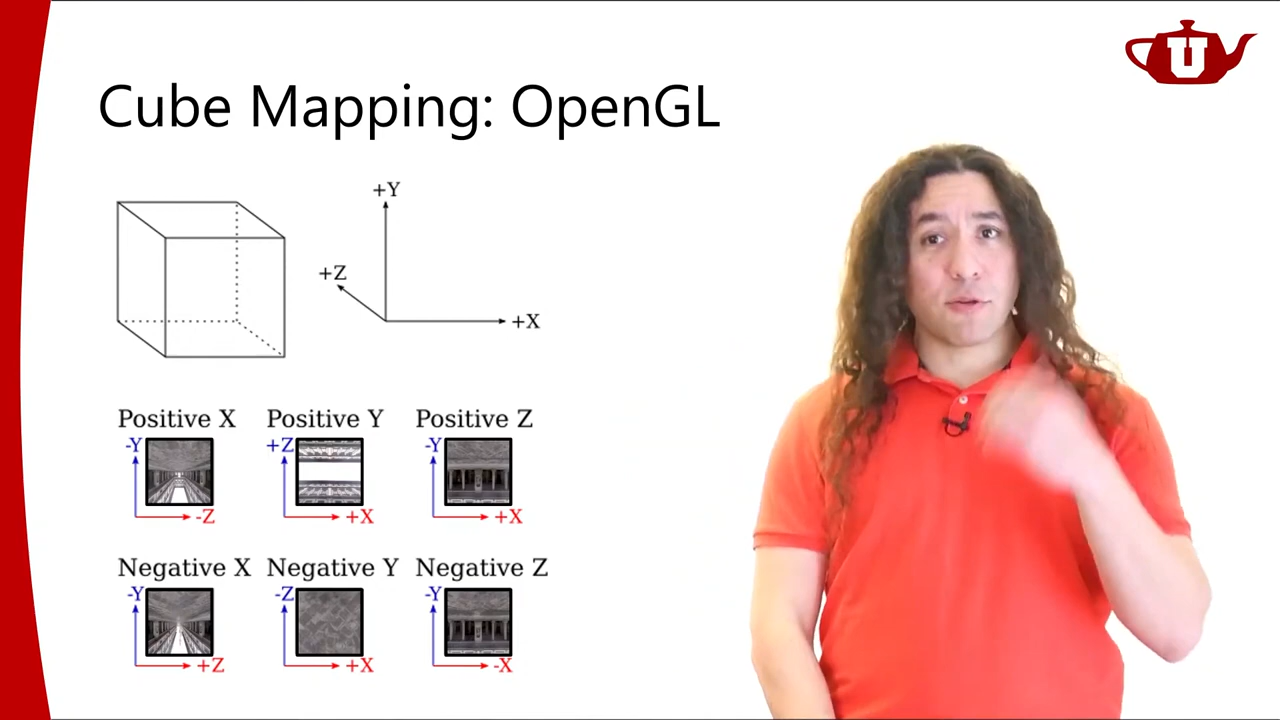 U
Cube Mapping: OpenGL
+Y
+Z
+X
Positive X Positive Y Positive Z
-Y +Z -Y
-Z +X +X
Negative X Negative Y Negative Z
-Y -Z -Y
+Z +X -X